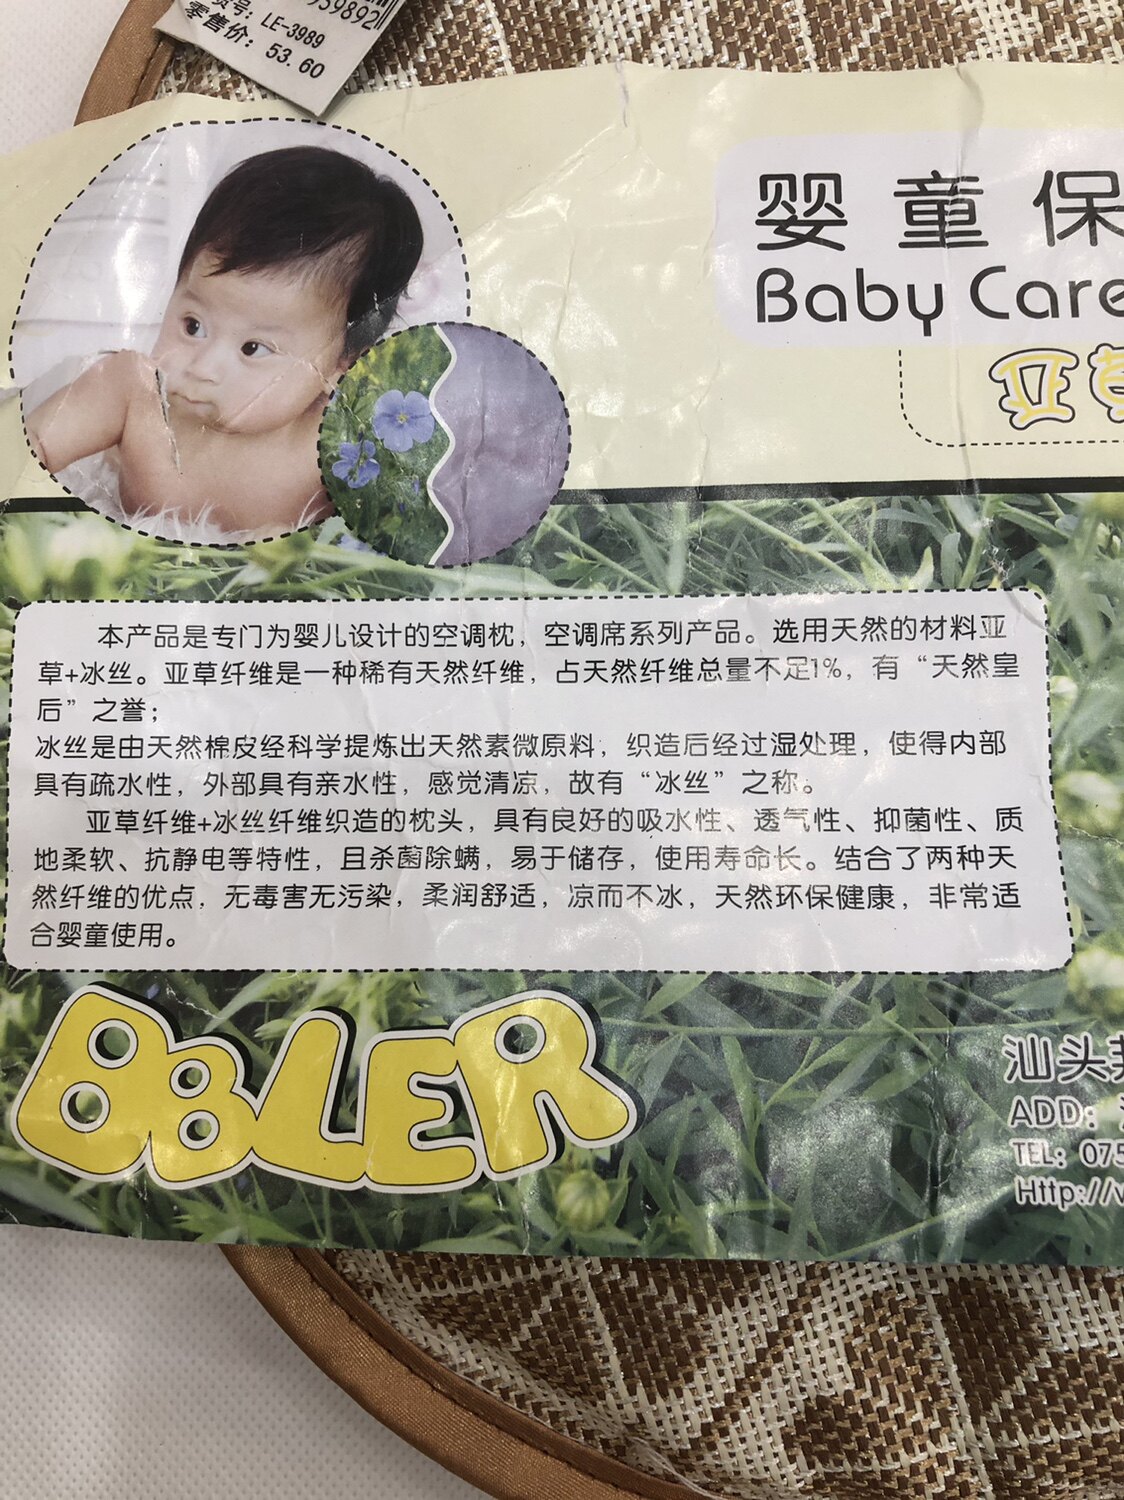 货号：LE-3989
零售价：53.60
婴童保
Baby Care
亚草
本产品是专门为婴儿设计的空调枕，空调席系列产品。选用天然的材料亚
草+冰丝。亚草纤维是一种稀有天然纤维，占天然纤维总量不足1%，有“天然皇
后”之誉；
冰丝是由天然棉皮经科学提炼出天然素微原料，织造后经过湿处理，使得内部
具有疏水性，外部具有亲水性，感觉清凉，故有“冰丝”之称。
亚草纤维+冰丝纤维织造的枕头，具有良好的吸水性、透气性、抑菌性、质
地柔软、抗静电等特性，且杀菌除螨，易于储存，使用寿命长。结合了两种天
然纤维的优点，无毒害无污染，柔润舒适，凉而不冰，天然环保健康，非常适
合婴童使用。
BBLER
汕头
ADD：
TEL：075
Http://